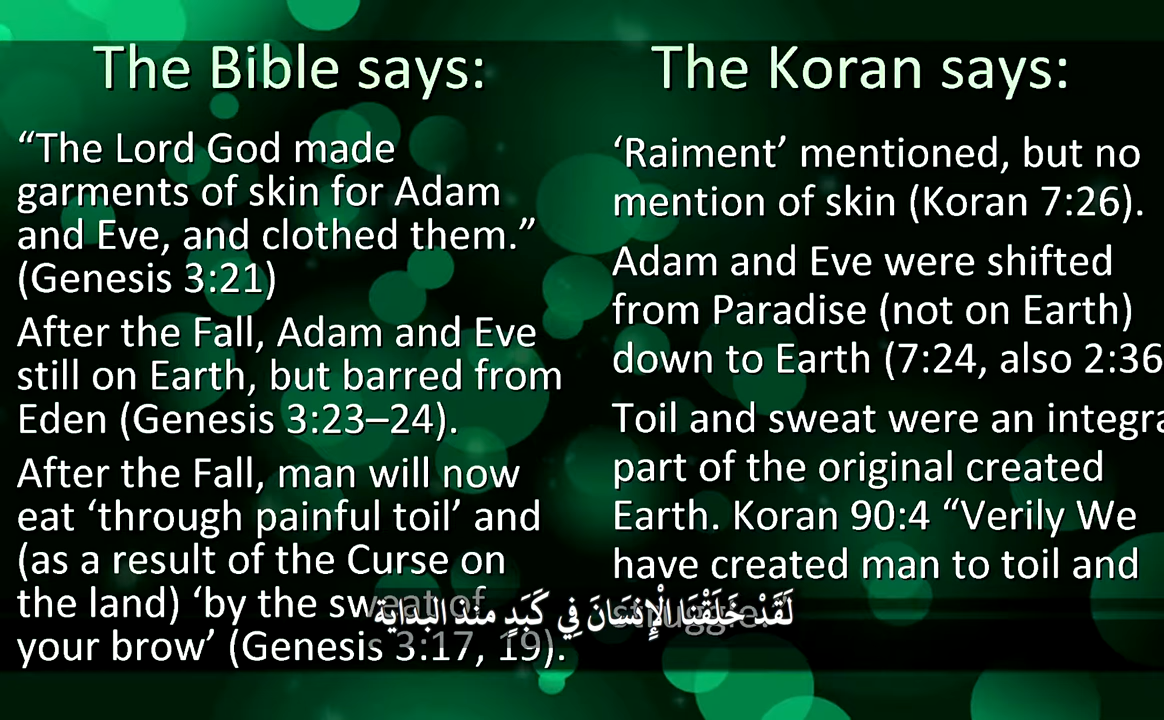 The Bible says:
“The Lord God made
garments of skin for Adam
and Eve, and clothed them.”
(Genesis 3:21)
After the Fall, Adam and Eve
still on Earth, but barred from
Eden (Genesis 3:23–24).
After the Fall, man will now
eat ‘through painful toil’ and
(as a result of the Curse on
the land) ‘by the sweat of
your brow’ (Genesis 3:17, 19).
The Koran says:
‘Raiment’ mentioned, but no
mention of skin (Koran 7:26).
Adam and Eve were shifted
from Paradise (not on Earth)
down to Earth (7:24, also 2:36
Toil and sweat were an integra
part of the original created
Earth. Koran 90:4 “Verily We
have created man to toil and
struggle.”
لَقَدْ خَلَقْنَا الْإِنسَانَ فِي كَبَدٍ منذ البداية